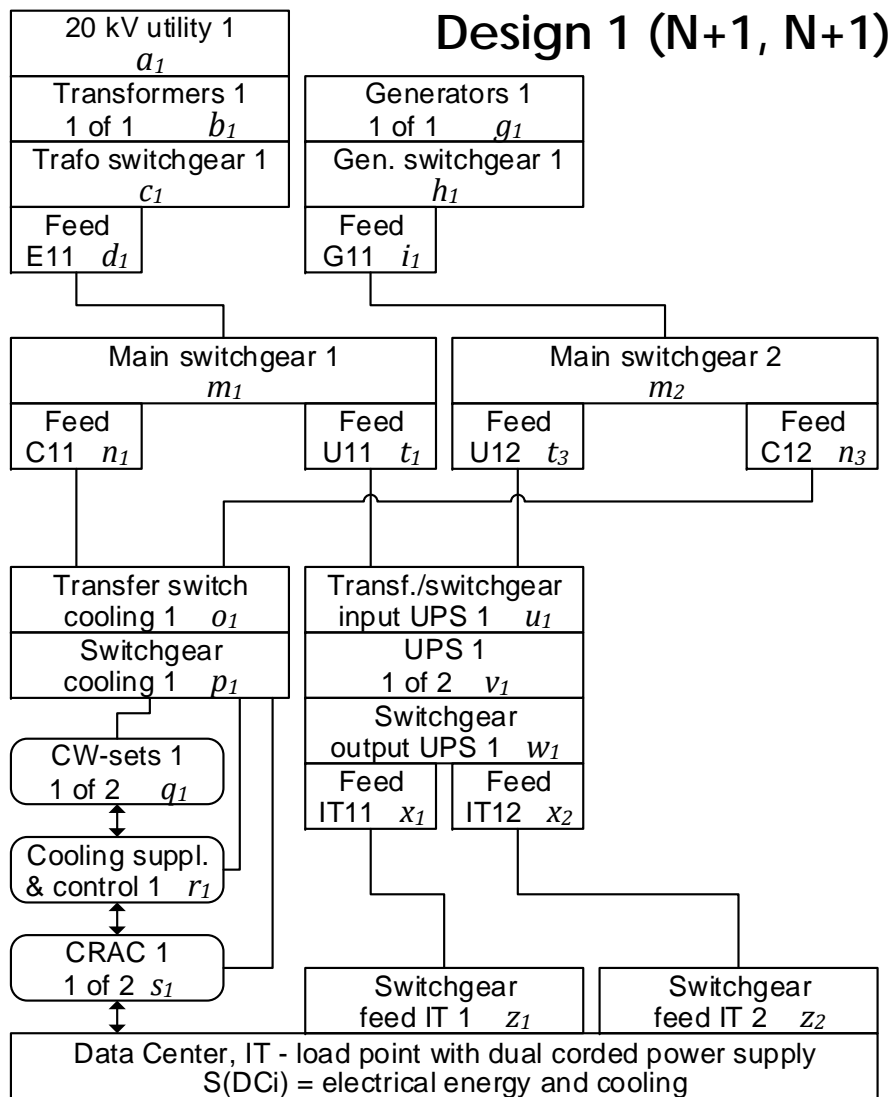 Design 1 (N+1, N+1)
20 kV utility 1
a1
Transformers 1
1 of 1 b1
Trafo switchgear 1
c1
Feed
E11 d1
Generators 1
1 of 1 g1
Gen. switchgear 1
h1
Feed
G11 i1
Main switchgear 1
m1
Feed
C11 n1
Feed
U11 t1
Main switchgear 2
m2
Feed
U12 t3
Feed
C12 n3
Transfer switch
cooling 1 o1
Switchgear
cooling 1 p1
Transf./switchgear
input UPS 1 u1
UPS 1
1 of 2 v1
Switchgear
output UPS 1 w1
Feed
IT11 x1
Feed
IT12 x2
CW-sets 1
1 of 2 q1
Cooling suppl.
& control 1 r1
CRAC 1
1 of 2 s1
Switchgear
feed IT 1 z1
Switchgear
feed IT 2 z2
Data Center, IT - load point with dual corded power supply
S(DCi) = electrical energy and cooling